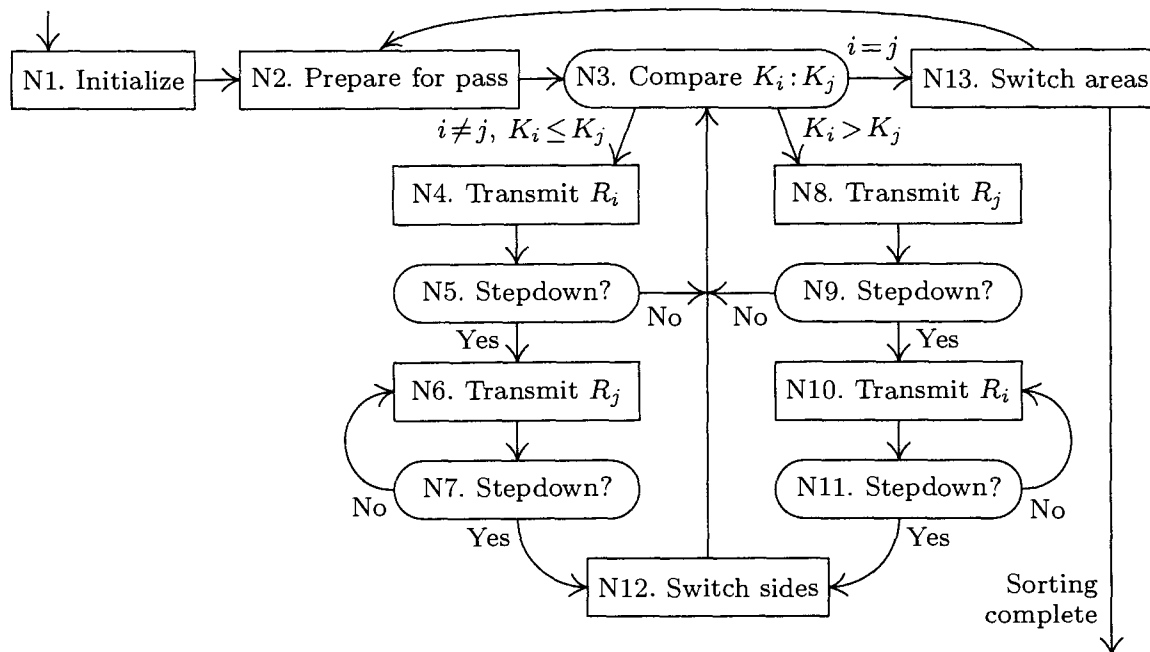 N1. Initialize
N2. Prepare for pass
N3. Compare K_i : K_j
i = j
N13. Switch areas
i ≠ j, K_i ≤ K_j
K_i > K_j
N4. Transmit R_i
N8. Transmit R_j
N5. Stepdown?
No
No
N9. Stepdown?
Yes
Yes
N6. Transmit R_j
N10. Transmit R_i
N7. Stepdown?
No
N11. Stepdown?
No
Yes
Yes
N12. Switch sides
Sorting
complete